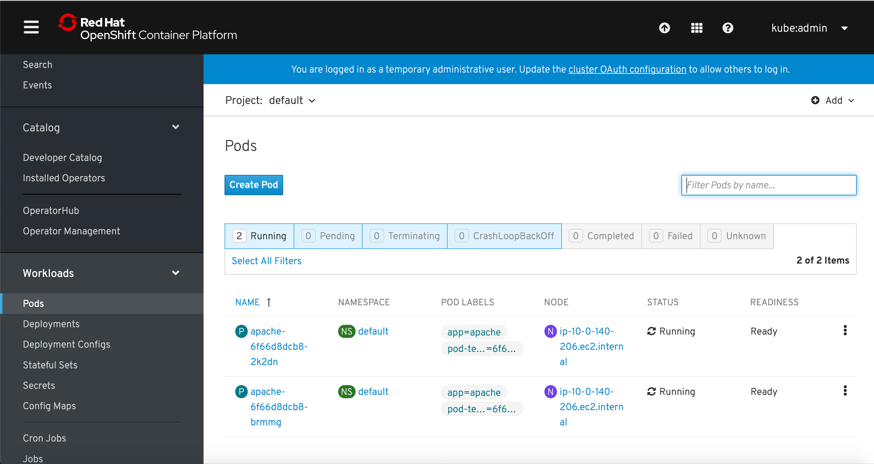 Red Hat
OpenShift Container Platform
kube:admin
Search
Events
Catalog
Developer Catalog
Installed Operators
OperatorHub
Operator Management
Workloads
Pods
Deployments
Deployment Configs
Stateful Sets
Secrets
Config Maps
Cron Jobs
Jobs
You are logged in as a temporary administrative user. Update the cluster OAuth configuration to allow others to log in.
Project: default
Add
Pods
Create Pod
Filter Pods by name...
2 Running 0 Pending 0 Terminating 0 CrashLoopBackOff 0 Completed 0 Failed 0 Unknown
Select All Filters 2 of 2 Items
NAME ↑ NAMESPACE POD LABELS NODE STATUS READINESS
P apache- NS default app=apache N ip-10-0-140- Running Ready
6f66d8dcb8- pod-te...=6f6... 206.ec2.intern
2k2dn al
P apache- NS default app=apache N ip-10-0-140- Running Ready
6f66d8dcb8- pod-te...=6f6... 206.ec2.intern
brmmg al